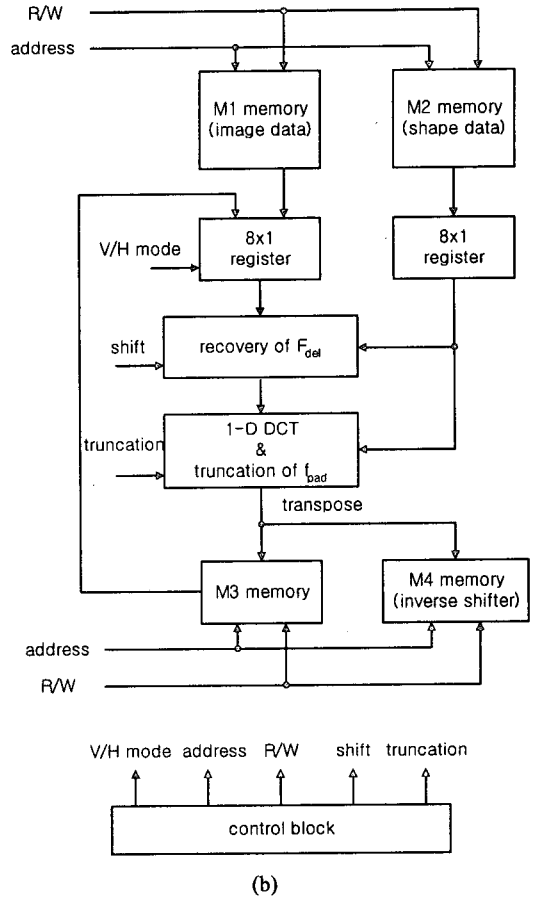 R/W
address
M1 memory
(image data)
M2 memory
(shape data)
V/H mode
8x1
register
8x1
register
shift
recovery of F_del
truncation
1-D DCT
&
truncation of f_pad
transpose
M3 memory
M4 memory
(inverse shifter)
address
R/W
V/H mode address R/W shift truncation
control block
(b)